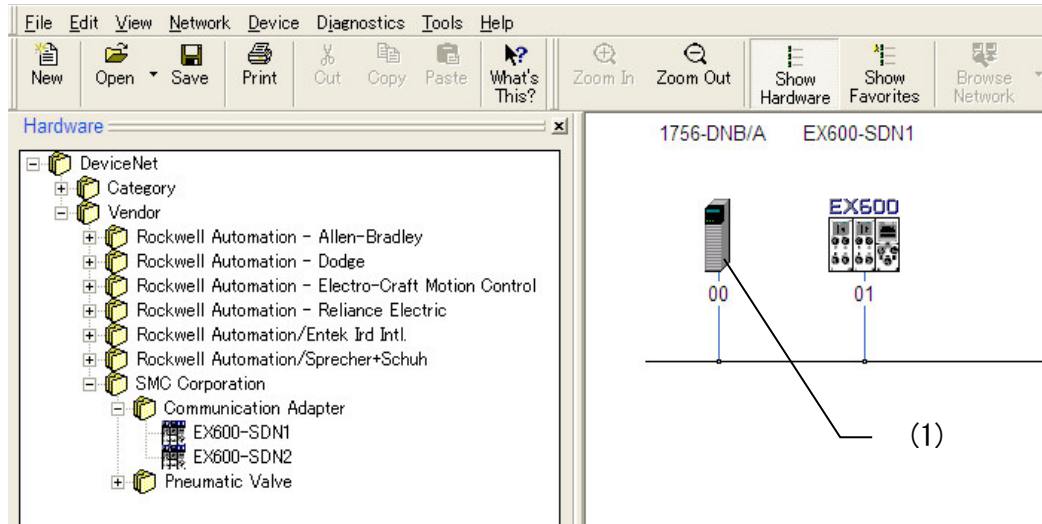 File Edit View Network Device Diagnostics Tools Help
New Open Save Print Cut Copy Paste What's This? Zoom In Zoom Out Show Hardware Show Favorites Browse Network
Hardware
1756-DNB/A EX600-SDN1
DeviceNet
Category
Vendor
Rockwell Automation - Allen-Bradley
Rockwell Automation - Dodge
Rockwell Automation - Electro-Craft Motion Control
Rockwell Automation - Reliance Electric
Rockwell Automation/Entek Ird Intl.
Rockwell Automation/Sprecher+Schuh
SMC Corporation
Communication Adapter
EX600-SDN1
EX600-SDN2
Pneumatic Valve
EX600
00 01
(1)